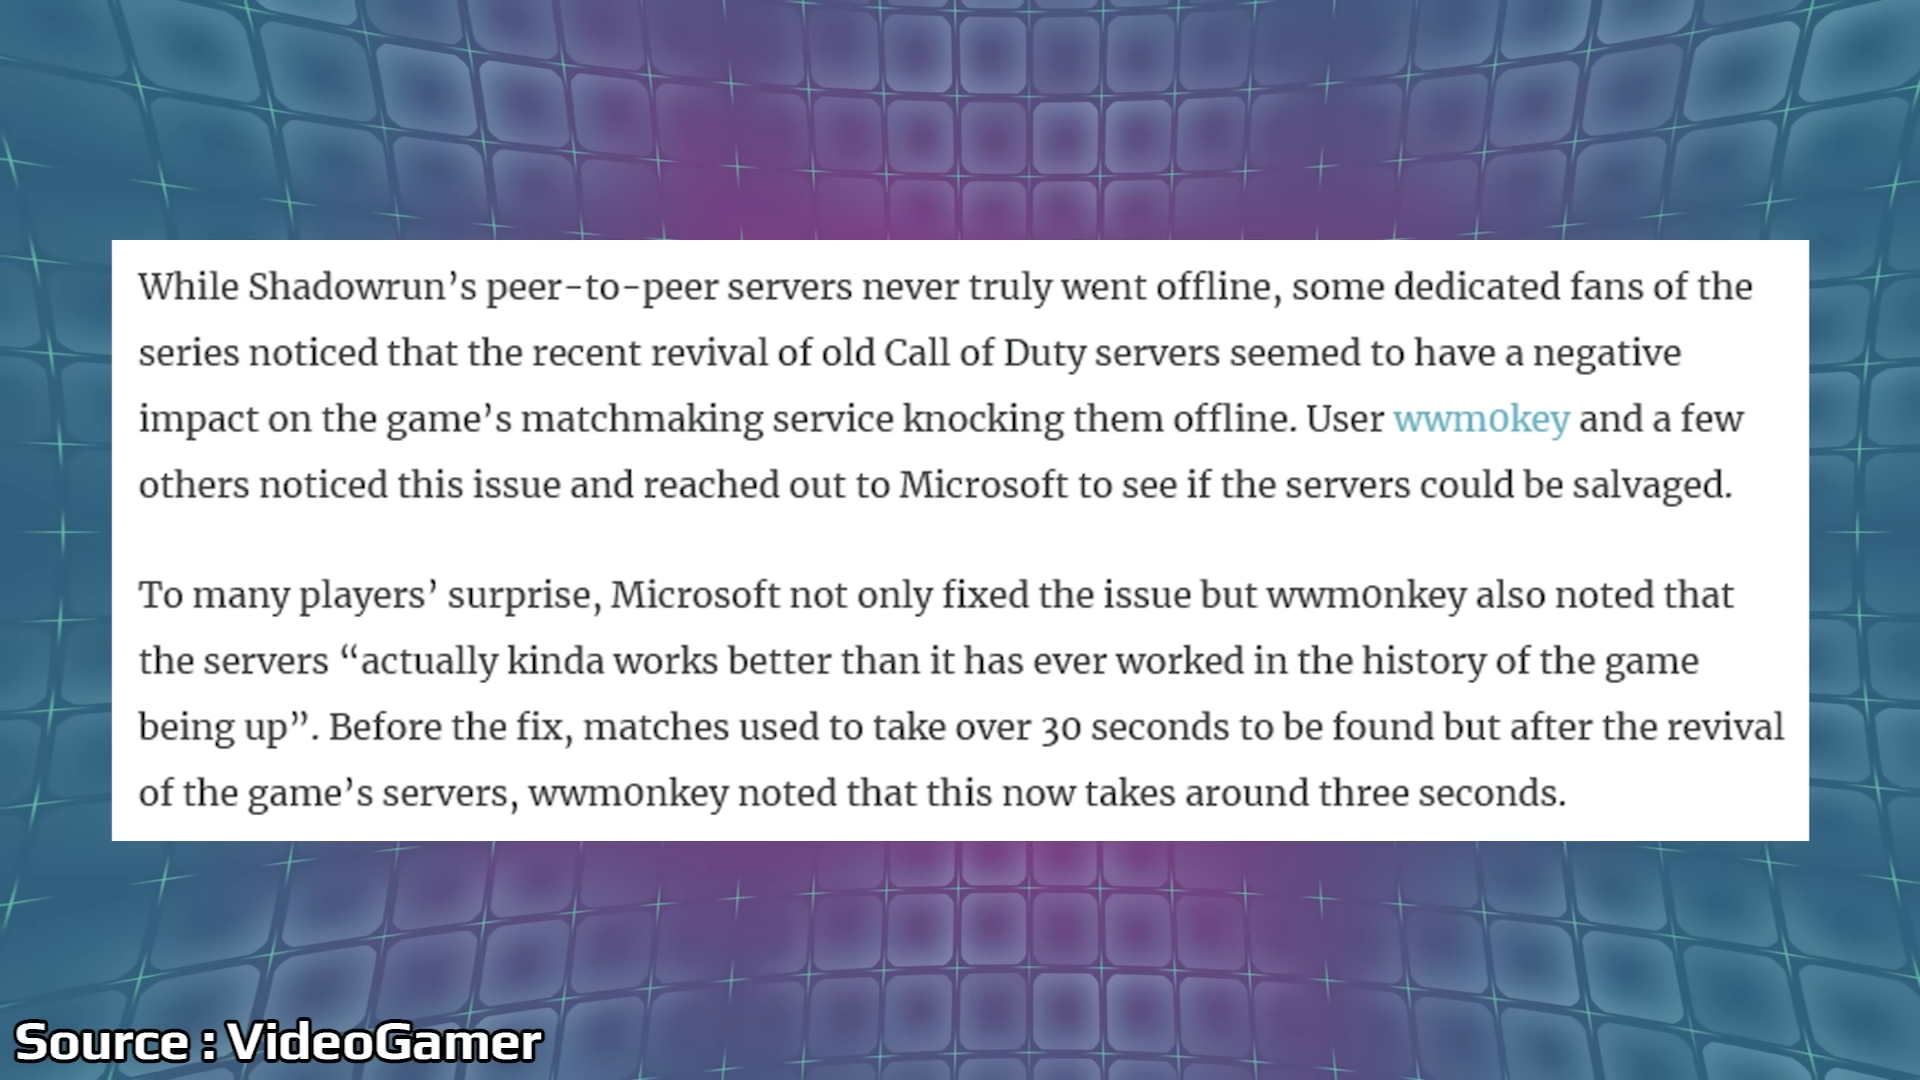 While Shadowrun’s peer-to-peer servers never truly went offline, some dedicated fans of the
series noticed that the recent revival of old Call of Duty servers seemed to have a negative
impact on the game’s matchmaking service knocking them offline. User wwm0key and a few
others noticed this issue and reached out to Microsoft to see if the servers could be salvaged.
To many players’ surprise, Microsoft not only fixed the issue but wwm0nkey also noted that
the servers “actually kinda works better than it has ever worked in the history of the game
being up”. Before the fix, matches used to take over 30 seconds to be found but after the revival
of the game’s servers, wwm0nkey noted that this now takes around three seconds.
Source : VideoGamer